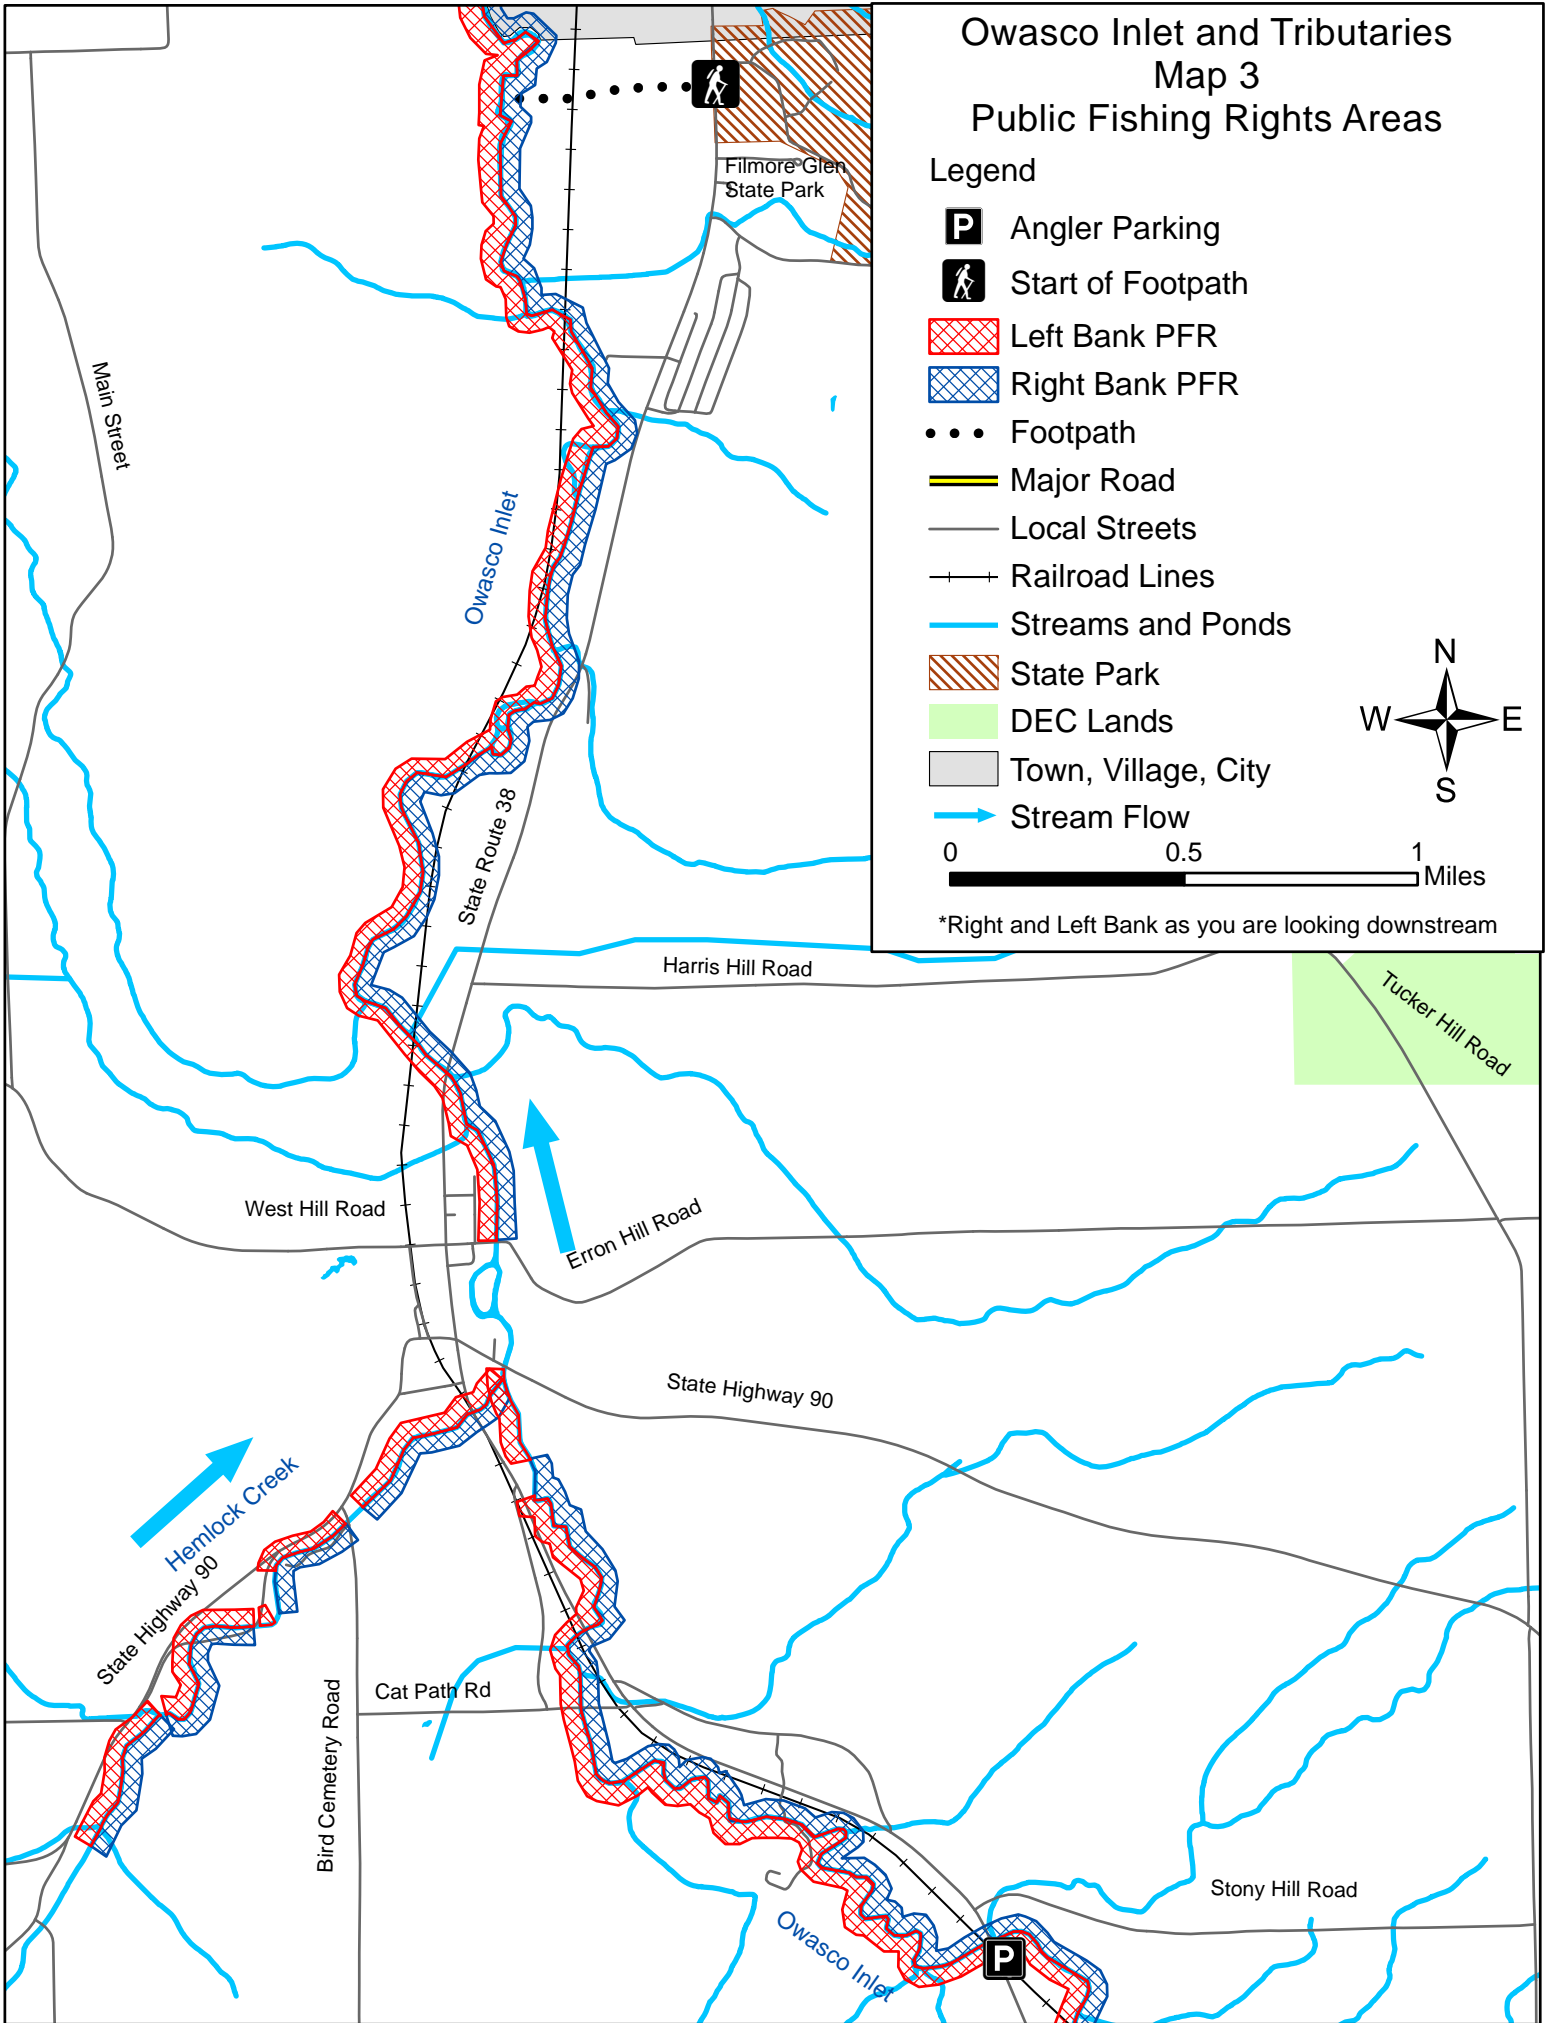 Owasco Inlet and Tributaries
Map 3
Public Fishing Rights Areas
Legend
P Angler Parking
Start of Footpath
Left Bank PFR
Right Bank PFR
Footpath
Major Road
Local Streets
Railroad Lines
Streams and Ponds
State Park
DEC Lands
Town, Village, City
Stream Flow
N
W E
S
0 0.5 1
Miles
*Right and Left Bank as you are looking downstream
Filmore Glen
State Park
Main Street
Owasco Inlet
State Route 38
Harris Hill Road
Tucker Hill Road
West Hill Road
Erron Hill Road
State Highway 90
Hemlock Creek
State Highway 90
Cat Path Rd
Bird Cemetery Road
Stony Hill Road
Owasco Inlet
P